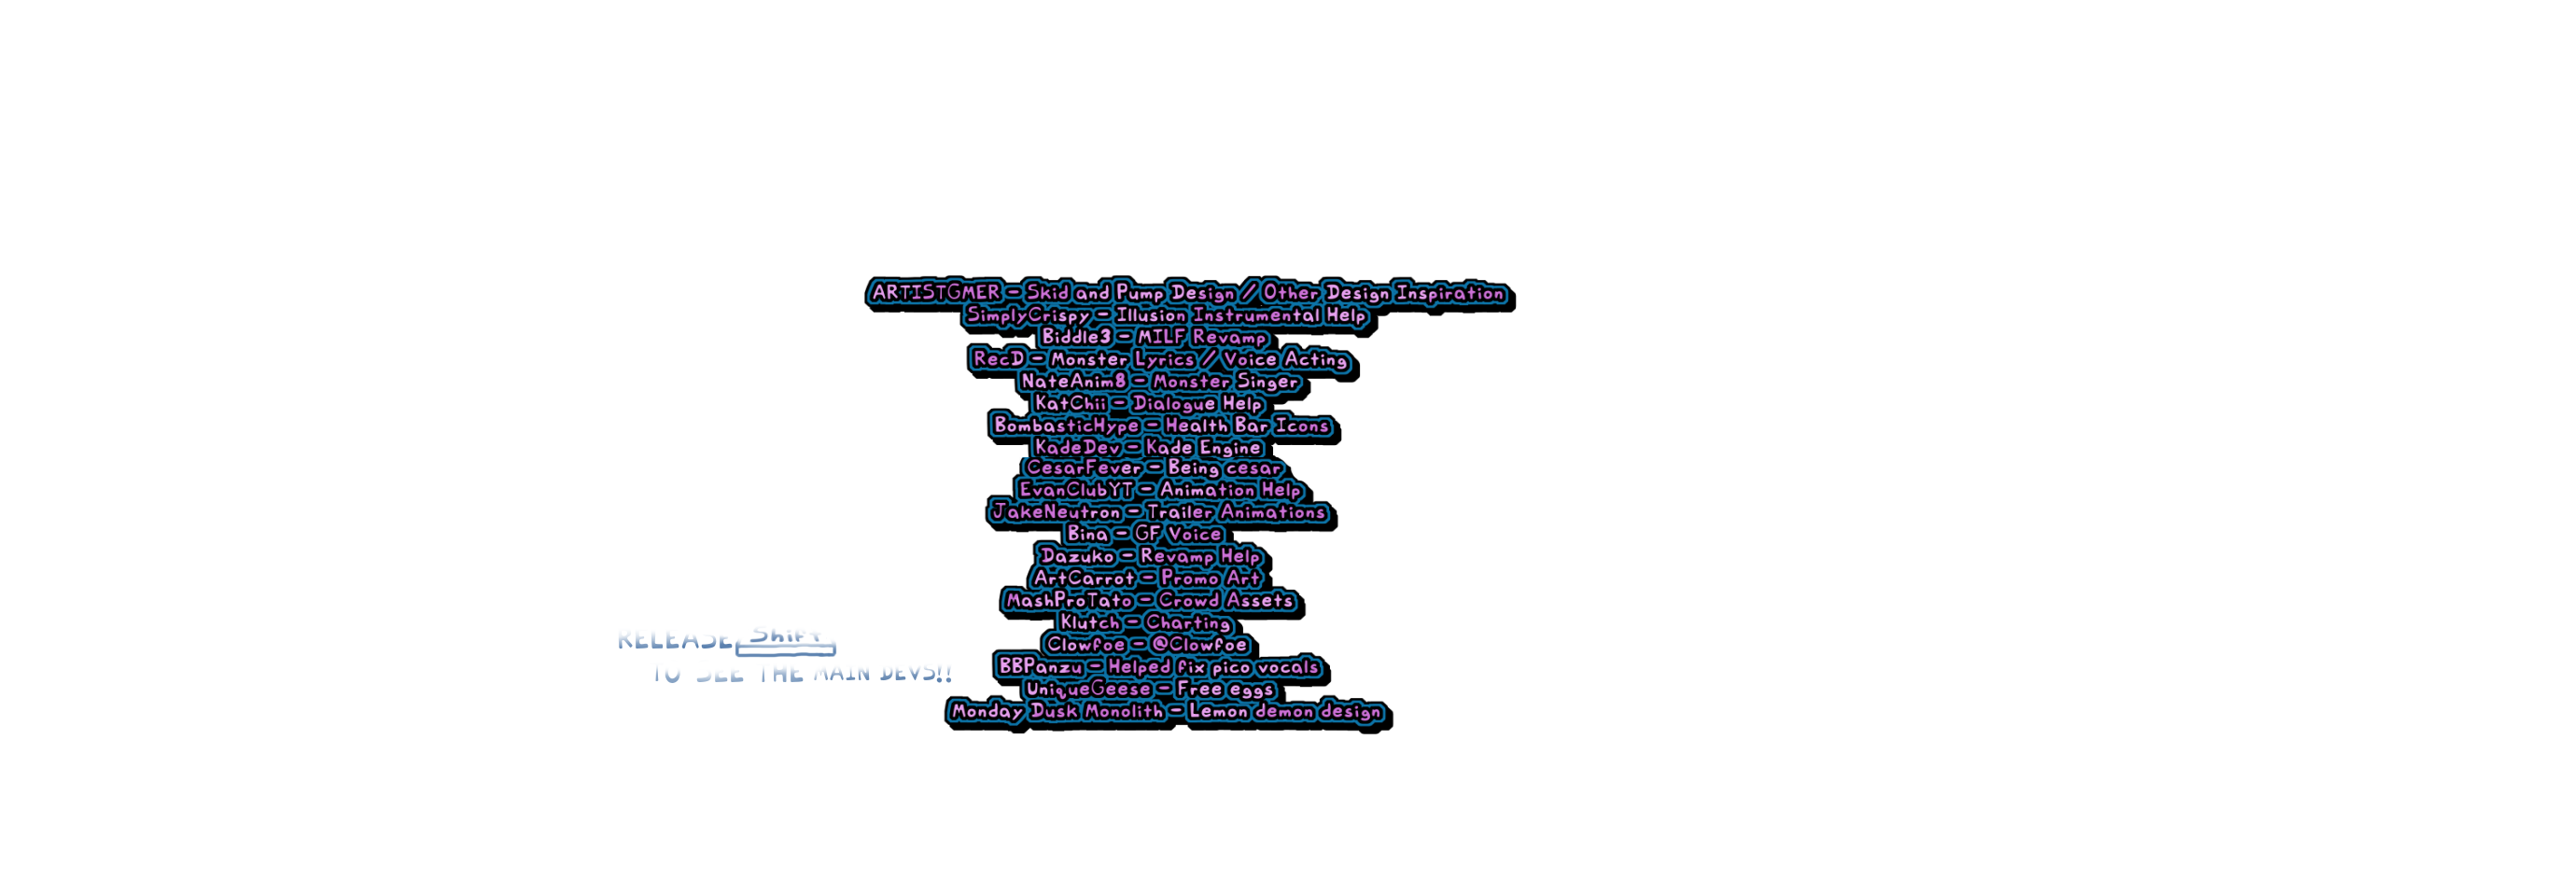 ARTISTGMER - Skid and Pump Design // Other Design Inspiration
SimplyCrispy - Illusion Instrumental Help
Biddle3 - MILF Revamp
RecD - Monster Lyrics // Voice Acting
NateAnim8 - Monster Singer
KatChii - Dialogue Help
BombasticHype - Health Bar Icons
KadeDev - Kade Engine
CesarFever - Being cesar
EvanClubYT - Animation Help
JakeNeutron - Trailer Animations
Bina - GF Voice
Dazuko - Revamp Help
ArtCarrot - Promo Art
MashProTato - Crowd Assets
Klutch - Charting
Clowfoe - @Clowfoe
BBPanzu - Helped fix pico vocals
UniqueGeese - Free eggs
Monday Dusk Monolith - Lemon demon design
RELEASE Shift
TO SEE THE MAIN DEVS!!